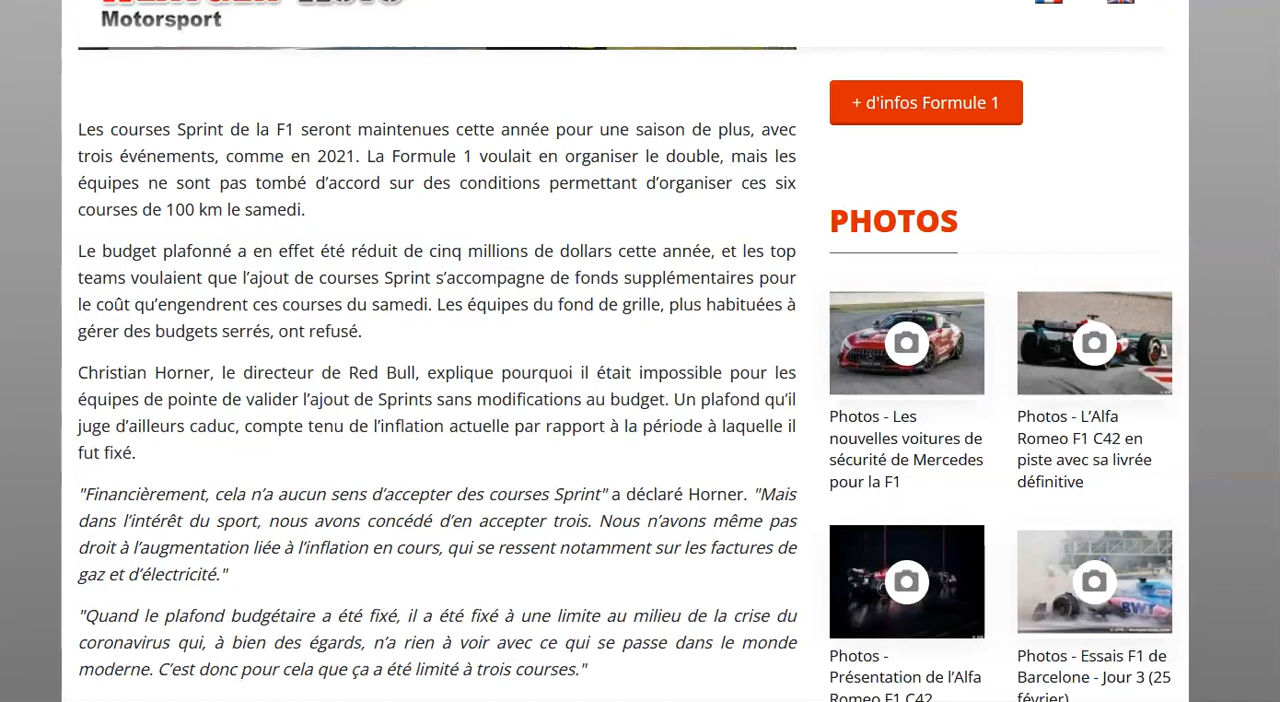 Motorsport
Les courses Sprint de la F1 seront maintenues cette année pour une saison de plus, avec
trois événements, comme en 2021. La Formule 1 voulait en organiser le double, mais les
équipes ne sont pas tombé d’accord sur des conditions permettant d’organiser ces six
courses de 100 km le samedi.
Le budget plafonné a en effet été réduit de cinq millions de dollars cette année, et les top
teams voulaient que l’ajout de courses Sprint s’accompagne de fonds supplémentaires pour
le coût qu’engendrent ces courses du samedi. Les équipes du fond de grille, plus habituées à
gérer des budgets serrés, ont refusé.
Christian Horner, le directeur de Red Bull, explique pourquoi il était impossible pour les
équipes de pointe de valider l’ajout de Sprints sans modifications au budget. Un plafond qu’il
juge d’ailleurs caduc, compte tenu de l’inflation actuelle par rapport à la période à laquelle il
fut fixé.
"Financièrement, cela n’a aucun sens d’accepter des courses Sprint" a déclaré Horner. "Mais
dans l’intérêt du sport, nous avons concédé d’en accepter trois. Nous n’avons même pas
droit à l’augmentation liée à l’inflation en cours, qui se ressent notamment sur les factures de
gaz et d’électricité."
"Quand le plafond budgétaire a été fixé, il a été fixé à une limite au milieu de la crise du
coronavirus qui, à bien des égards, n’a rien à voir avec ce qui se passe dans le monde
moderne. C’est donc pour cela que ça a été limité à trois courses."
+ d'infos Formule 1
PHOTOS
Photos - Les
nouvelles voitures de
sécurité de Mercedes
pour la F1
Photos - L’Alfa
Romeo F1 C42 en
piste avec sa livrée
définitive
BWT
Photos -
Présentation de l’Alfa
Romeo F1 C42
Photos - Essais F1 de
Barcelone - Jour 3 (25
février)